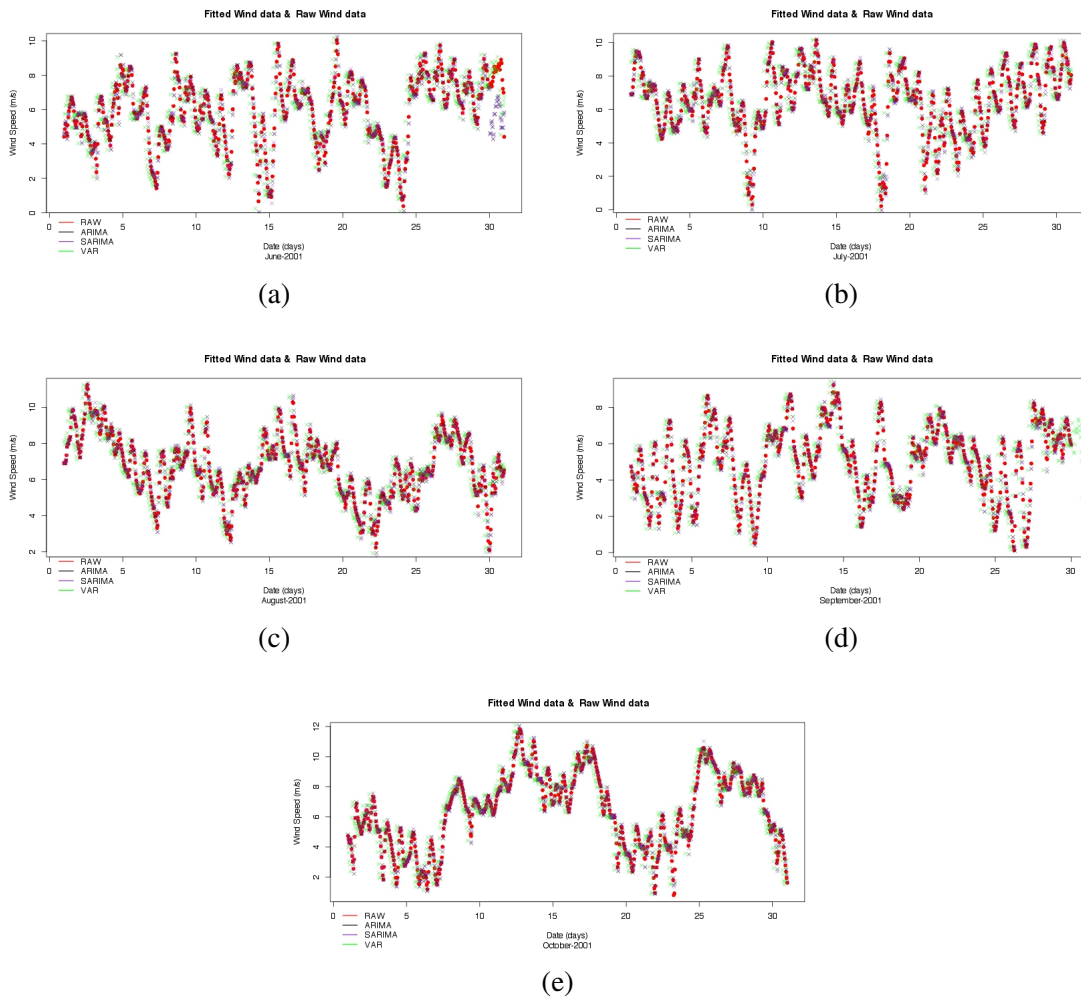 Fitted Wind data & Raw Wind data
Wind Speed (m/s)
10
8
6
4
2
0
0 5 10 15 20 25 30
RAW
ARIMA
SARIMA
VAR
Date (days)
June-2001
(a)
Fitted Wind data & Raw Wind data
Wind Speed (m/s)
10
8
6
4
2
0
0 5 10 15 20 25 30
RAW
ARIMA
SARIMA
VAR
Date (days)
July-2001
(b)
Fitted Wind data & Raw Wind data
Wind Speed (m/s)
10
8
6
4
2
0 5 10 15 20 25 30
RAW
ARIMA
SARIMA
VAR
Date (days)
August-2001
(c)
Fitted Wind data & Raw Wind data
Wind Speed (m/s)
8
6
4
2
0
0 5 10 15 20 25 30
RAW
ARIMA
SARIMA
VAR
Date (days)
September-2001
(d)
Fitted Wind data & Raw Wind data
Wind Speed (m/s)
12
10
8
6
4
2
0 5 10 15 20 25 30
RAW
ARIMA
SARIMA
VAR
Date (days)
October-2001
(e)